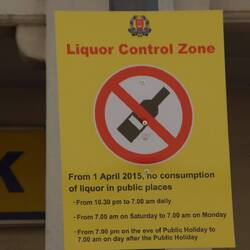 Liquor Control Zone
From 1 April 2015, no consumption
of liquor in public places
· From 10.30 pm to 7.00 am daily
· From 7.00 am on Saturday to 7.00 am on Monday
· From 7.00 pm on the eve of Public Holiday to
7.00 am on day after the Public Holiday
K